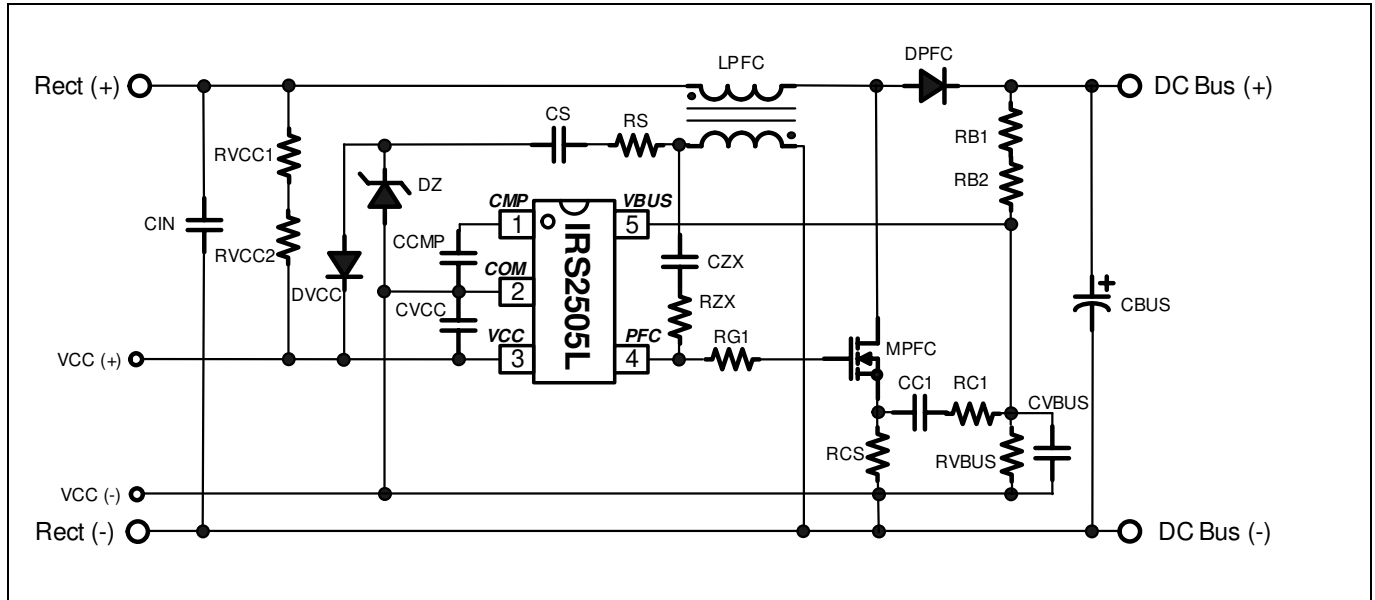 DPFC
LPFC
Rect (+)
DC Bus (+)
CS
RS
RB1
RVCC1
DZ
RB2
CMP
VBUS
1
5
CIN
CCMP
IRS2505L
CZX
RVCC2
COM
2
DVCC
CVCC
RZX
CBUS
VCC
PFC
RG1
MPFC
VCC (+)
3
4
CC1
RC1
CVBUS
RCS
RVBUS
VCC (-)
Rect (-)
DC Bus (-)